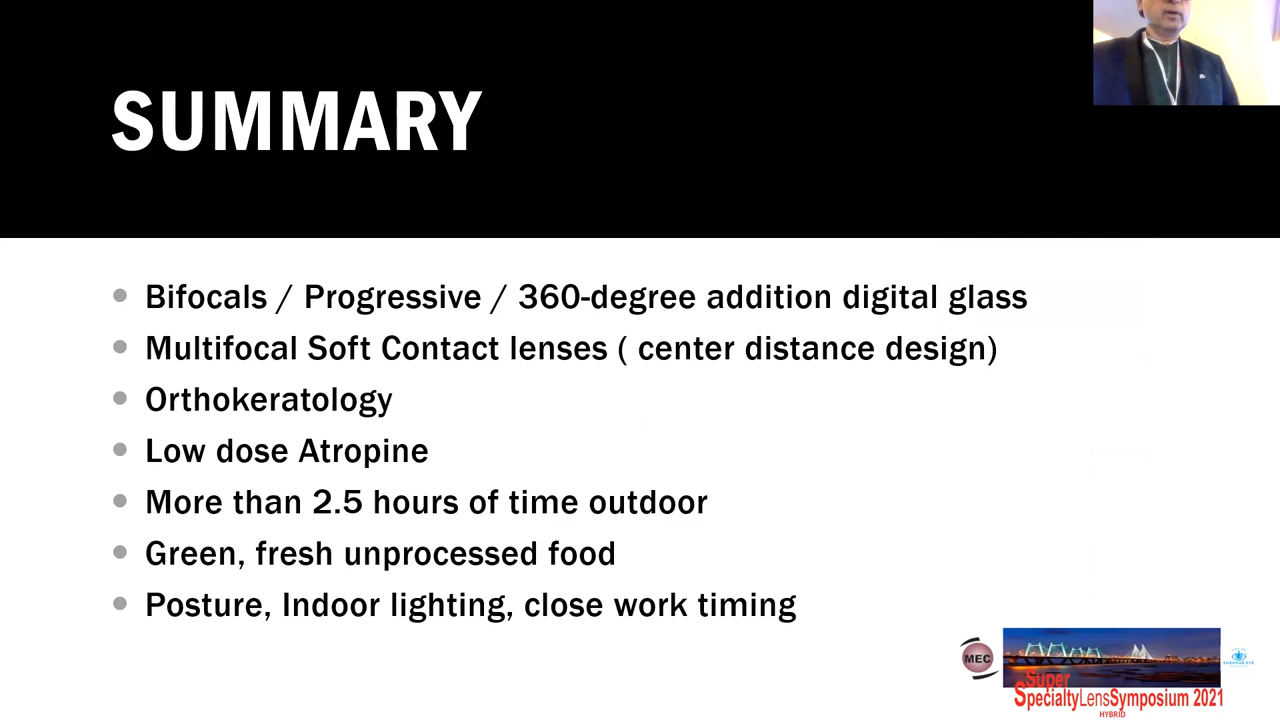 SUMMARY
Bifocals / Progressive / 360-degree addition digital glass
Multifocal Soft Contact lenses ( center distance design)
Orthokeratology
Low dose Atropine
More than 2.5 hours of time outdoor
Green, fresh unprocessed food
Posture, Indoor lighting, close work timing
MEC
Super
SpecialtyLensSymposium 2021
HYBRID